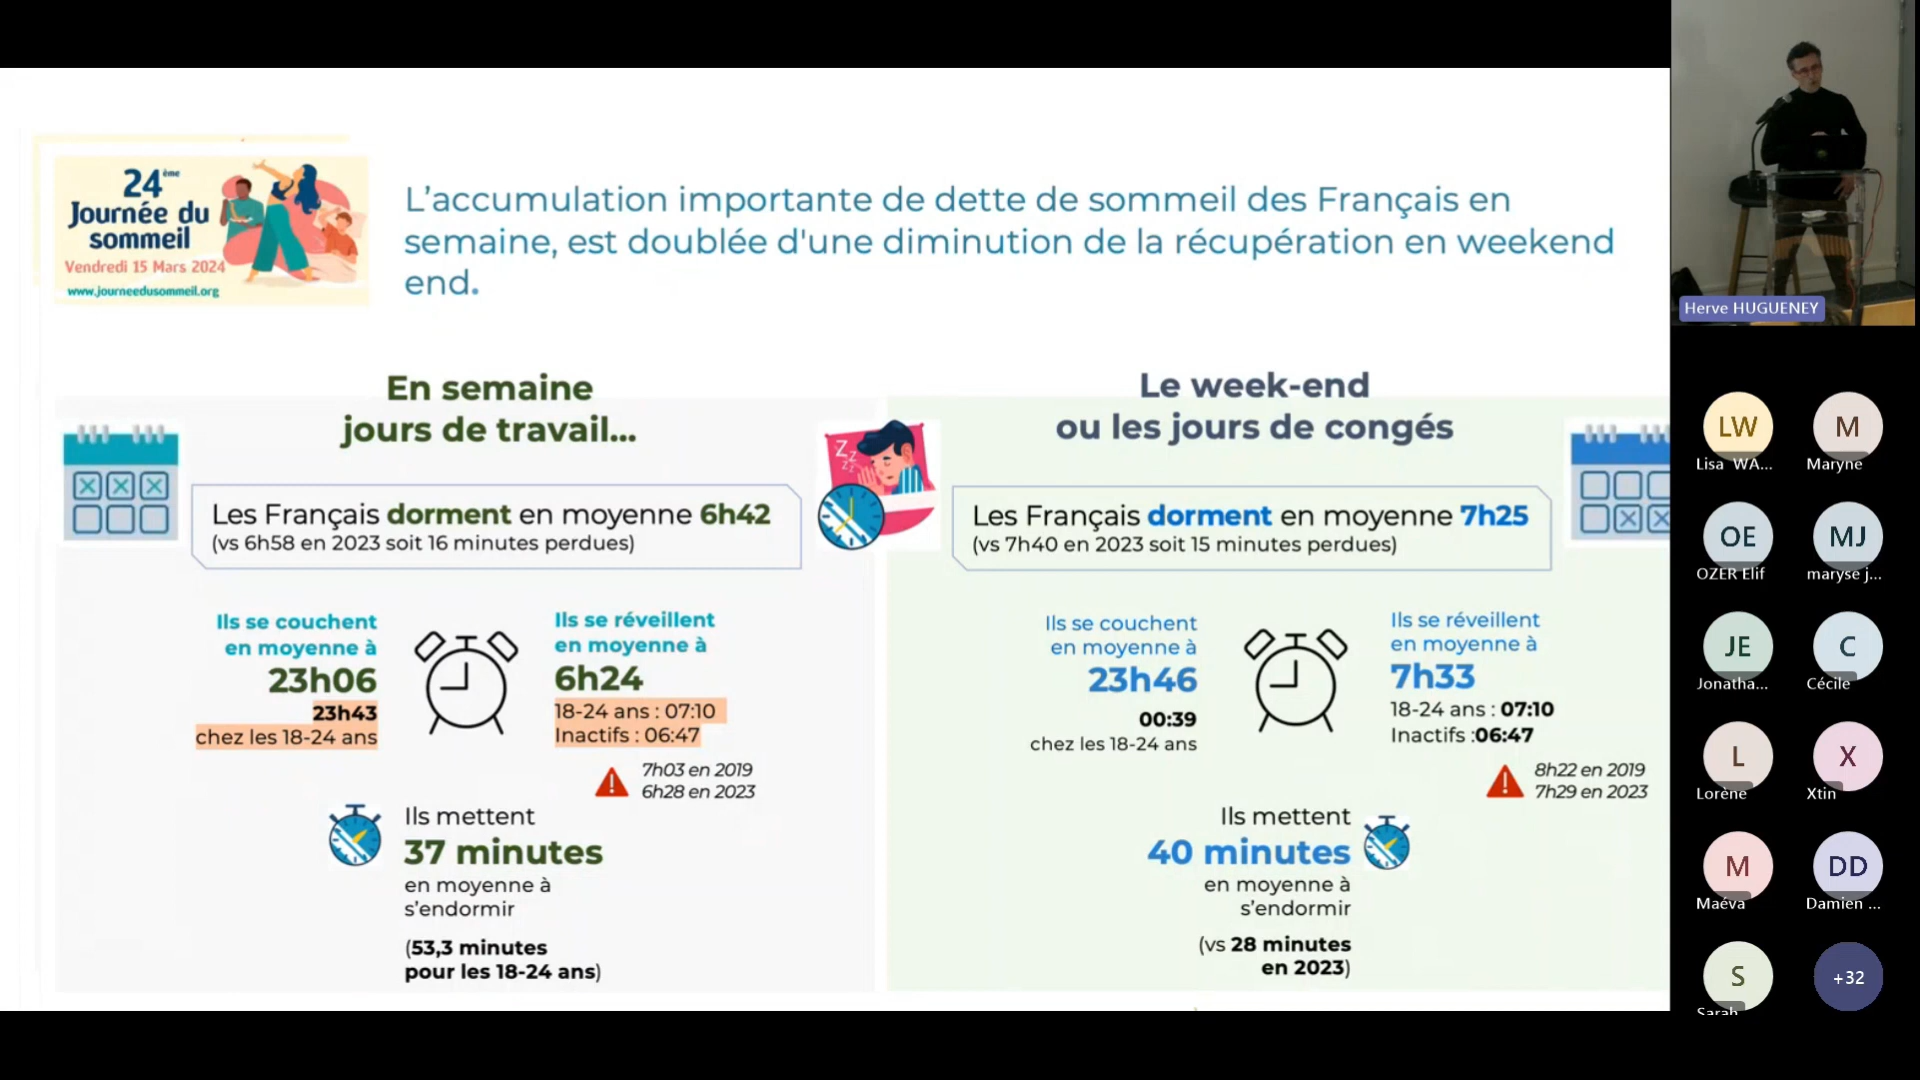 24ème
Journée du
sommeil
Vendredi 15 Mars 2024
www.journeedusommeil.org
L’accumulation importante de dette de sommeil des Français en
semaine, est doublée d'une diminution de la récupération en weekend
end.
En semaine
jours de travail...
Les Français dorment en moyenne 6h42
(vs 6h58 en 2023 soit 16 minutes perdues)
Ils se couchent
en moyenne à
23h06
23h43
chez les 18-24 ans
Ils se réveillent
en moyenne à
6h24
18-24 ans : 07:10
Inactifs : 06:47
7h03 en 2019
6h28 en 2023
Ils mettent
37 minutes
en moyenne à
s’endormir
(53,3 minutes
pour les 18-24 ans)
Zz
zz
Le week-end
ou les jours de congés
Les Français dorment en moyenne 7h25
(vs 7h40 en 2023 soit 15 minutes perdues)
Ils se couchent
en moyenne à
23h46
00:39
chez les 18-24 ans
Ils se réveillent
en moyenne à
7h33
18-24 ans : 07:10
Inactifs :06:47
8h22 en 2019
7h29 en 2023
Ils mettent
40 minutes
en moyenne à
s’endormir
(vs 28 minutes
en 2023)
Herve HUGUENEY
LW
Lisa WA...
M
Maryne
OE
OZER Elif
MJ
maryse j...
JE
Jonatha...
C
Cécile
L
Lorène
X
Xtin
M
Maéva
DD
Damien ...
S
Sarah
+32